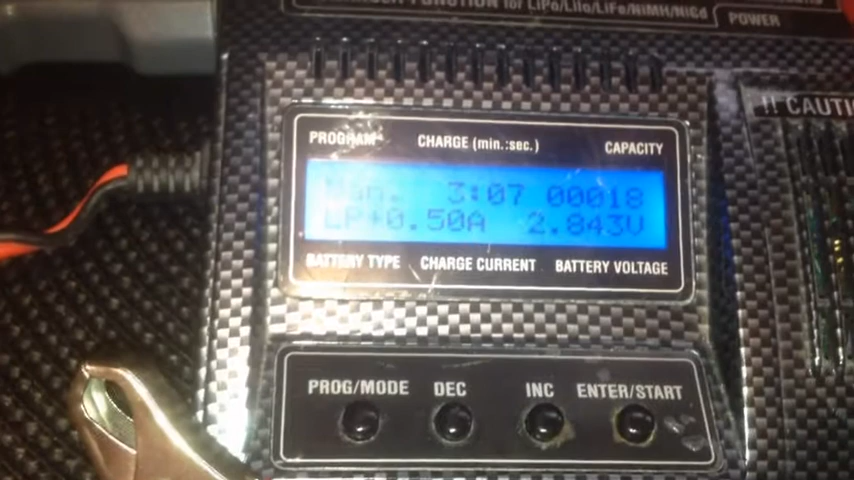 FUNCTION for LiPo/LiIo/LiFe/NiMH/NiCd
POWER
!! CAUTI
PROGRAM CHARGE (min.:sec.) CAPACITY
Man. 3:07 00018
LP+0.50A 2.843V
BATTERY TYPE CHARGE CURRENT BATTERY VOLTAGE
PROG/MODE DEC INC ENTER/START